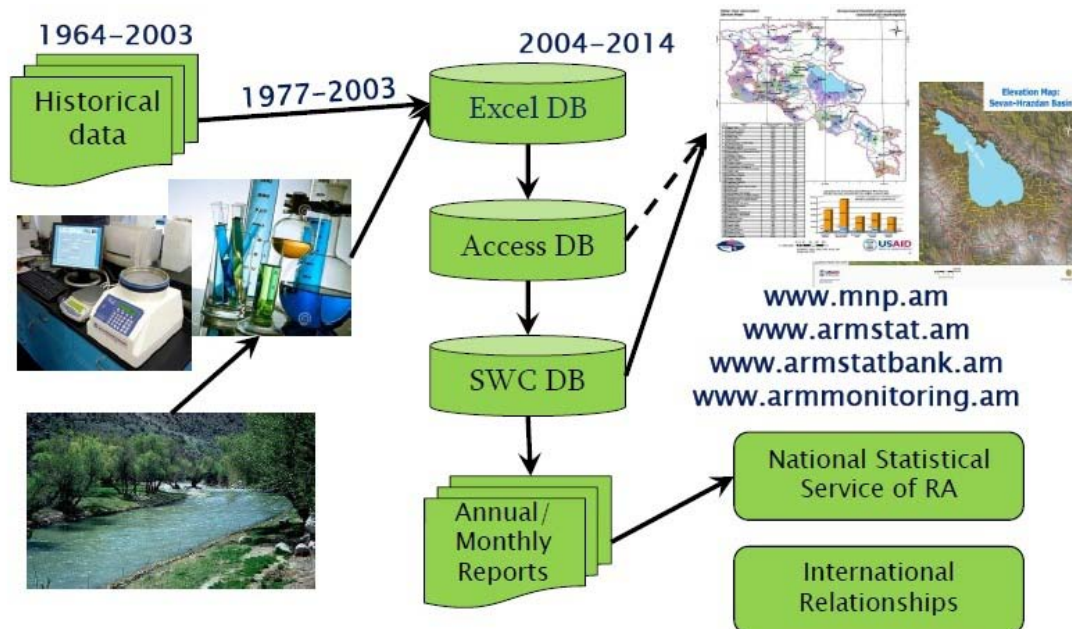 1964-2003
Historical
data
1977-2003
2004-2014
Excel DB
Access DB
SWC DB
Annual/
Monthly
Reports
Elevation Map:
Sevan-Hrazdan Basin
USAID
www.mnp.am
www.armstat.am
www.armstatbank.am
www.armmonitoring.am
National Statistical
Service of RA
International
Relationships